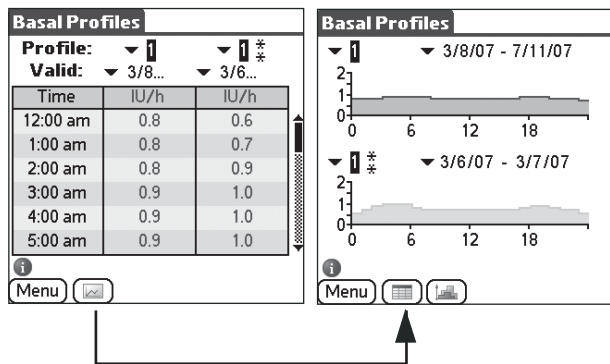 Basal Profiles
Profile: 1 1 **
Valid: 3/8... 3/6...
Time IU/h IU/h
12:00 am 0.8 0.6
1:00 am 0.8 0.7
2:00 am 0.8 0.9
3:00 am 0.9 1.0
4:00 am 0.9 1.0
5:00 am 0.9 1.0
i
Menu
Basal Profiles
1 3/8/07 - 7/11/07
2
1
0
0 6 12 18
1 ** 3/6/07 - 3/7/07
2
1
0
0 6 12 18
i
Menu